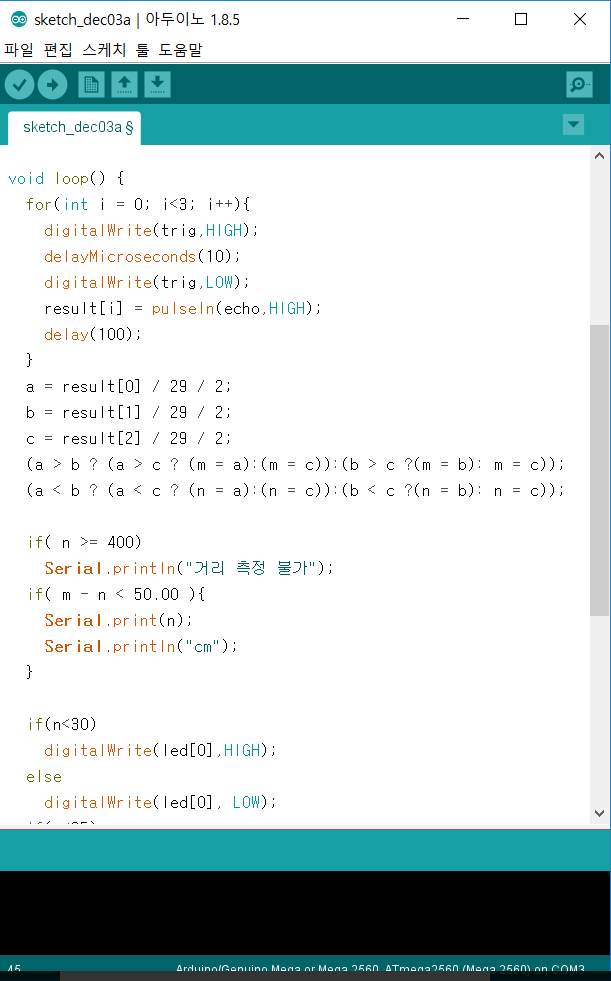 sketch_dec03a | 아두이노 1.8.5
파일 편집 스케치 툴 도움말
sketch_dec03a §
void loop() {
for(int i = 0; i<3; i++){
digitalWrite(trig,HIGH);
delayMicroseconds(10);
digitalWrite(trig,LOW);
result[i] = pulseIn(echo,HIGH);
delay(100);
}
a = result[0] / 29 / 2;
b = result[1] / 29 / 2;
c = result[2] / 29 / 2;
(a > b ? (a > c ? (m = a):(m = c)):(b > c ?(m = b): m = c));
(a < b ? (a < c ? (n = a):(n = c)):(b < c ?(n = b): n = c));
if( n >= 400)
Serial.println("거리 측정 불가");
if( m - n < 50.00 ){
Serial.print(n);
Serial.println("cm");
}
if(n<30)
digitalWrite(led[0],HIGH);
else
digitalWrite(led[0], LOW);
45
Arduino/Genuino Mega or Mega 2560, ATmega2560 (Mega 2560) on COM3